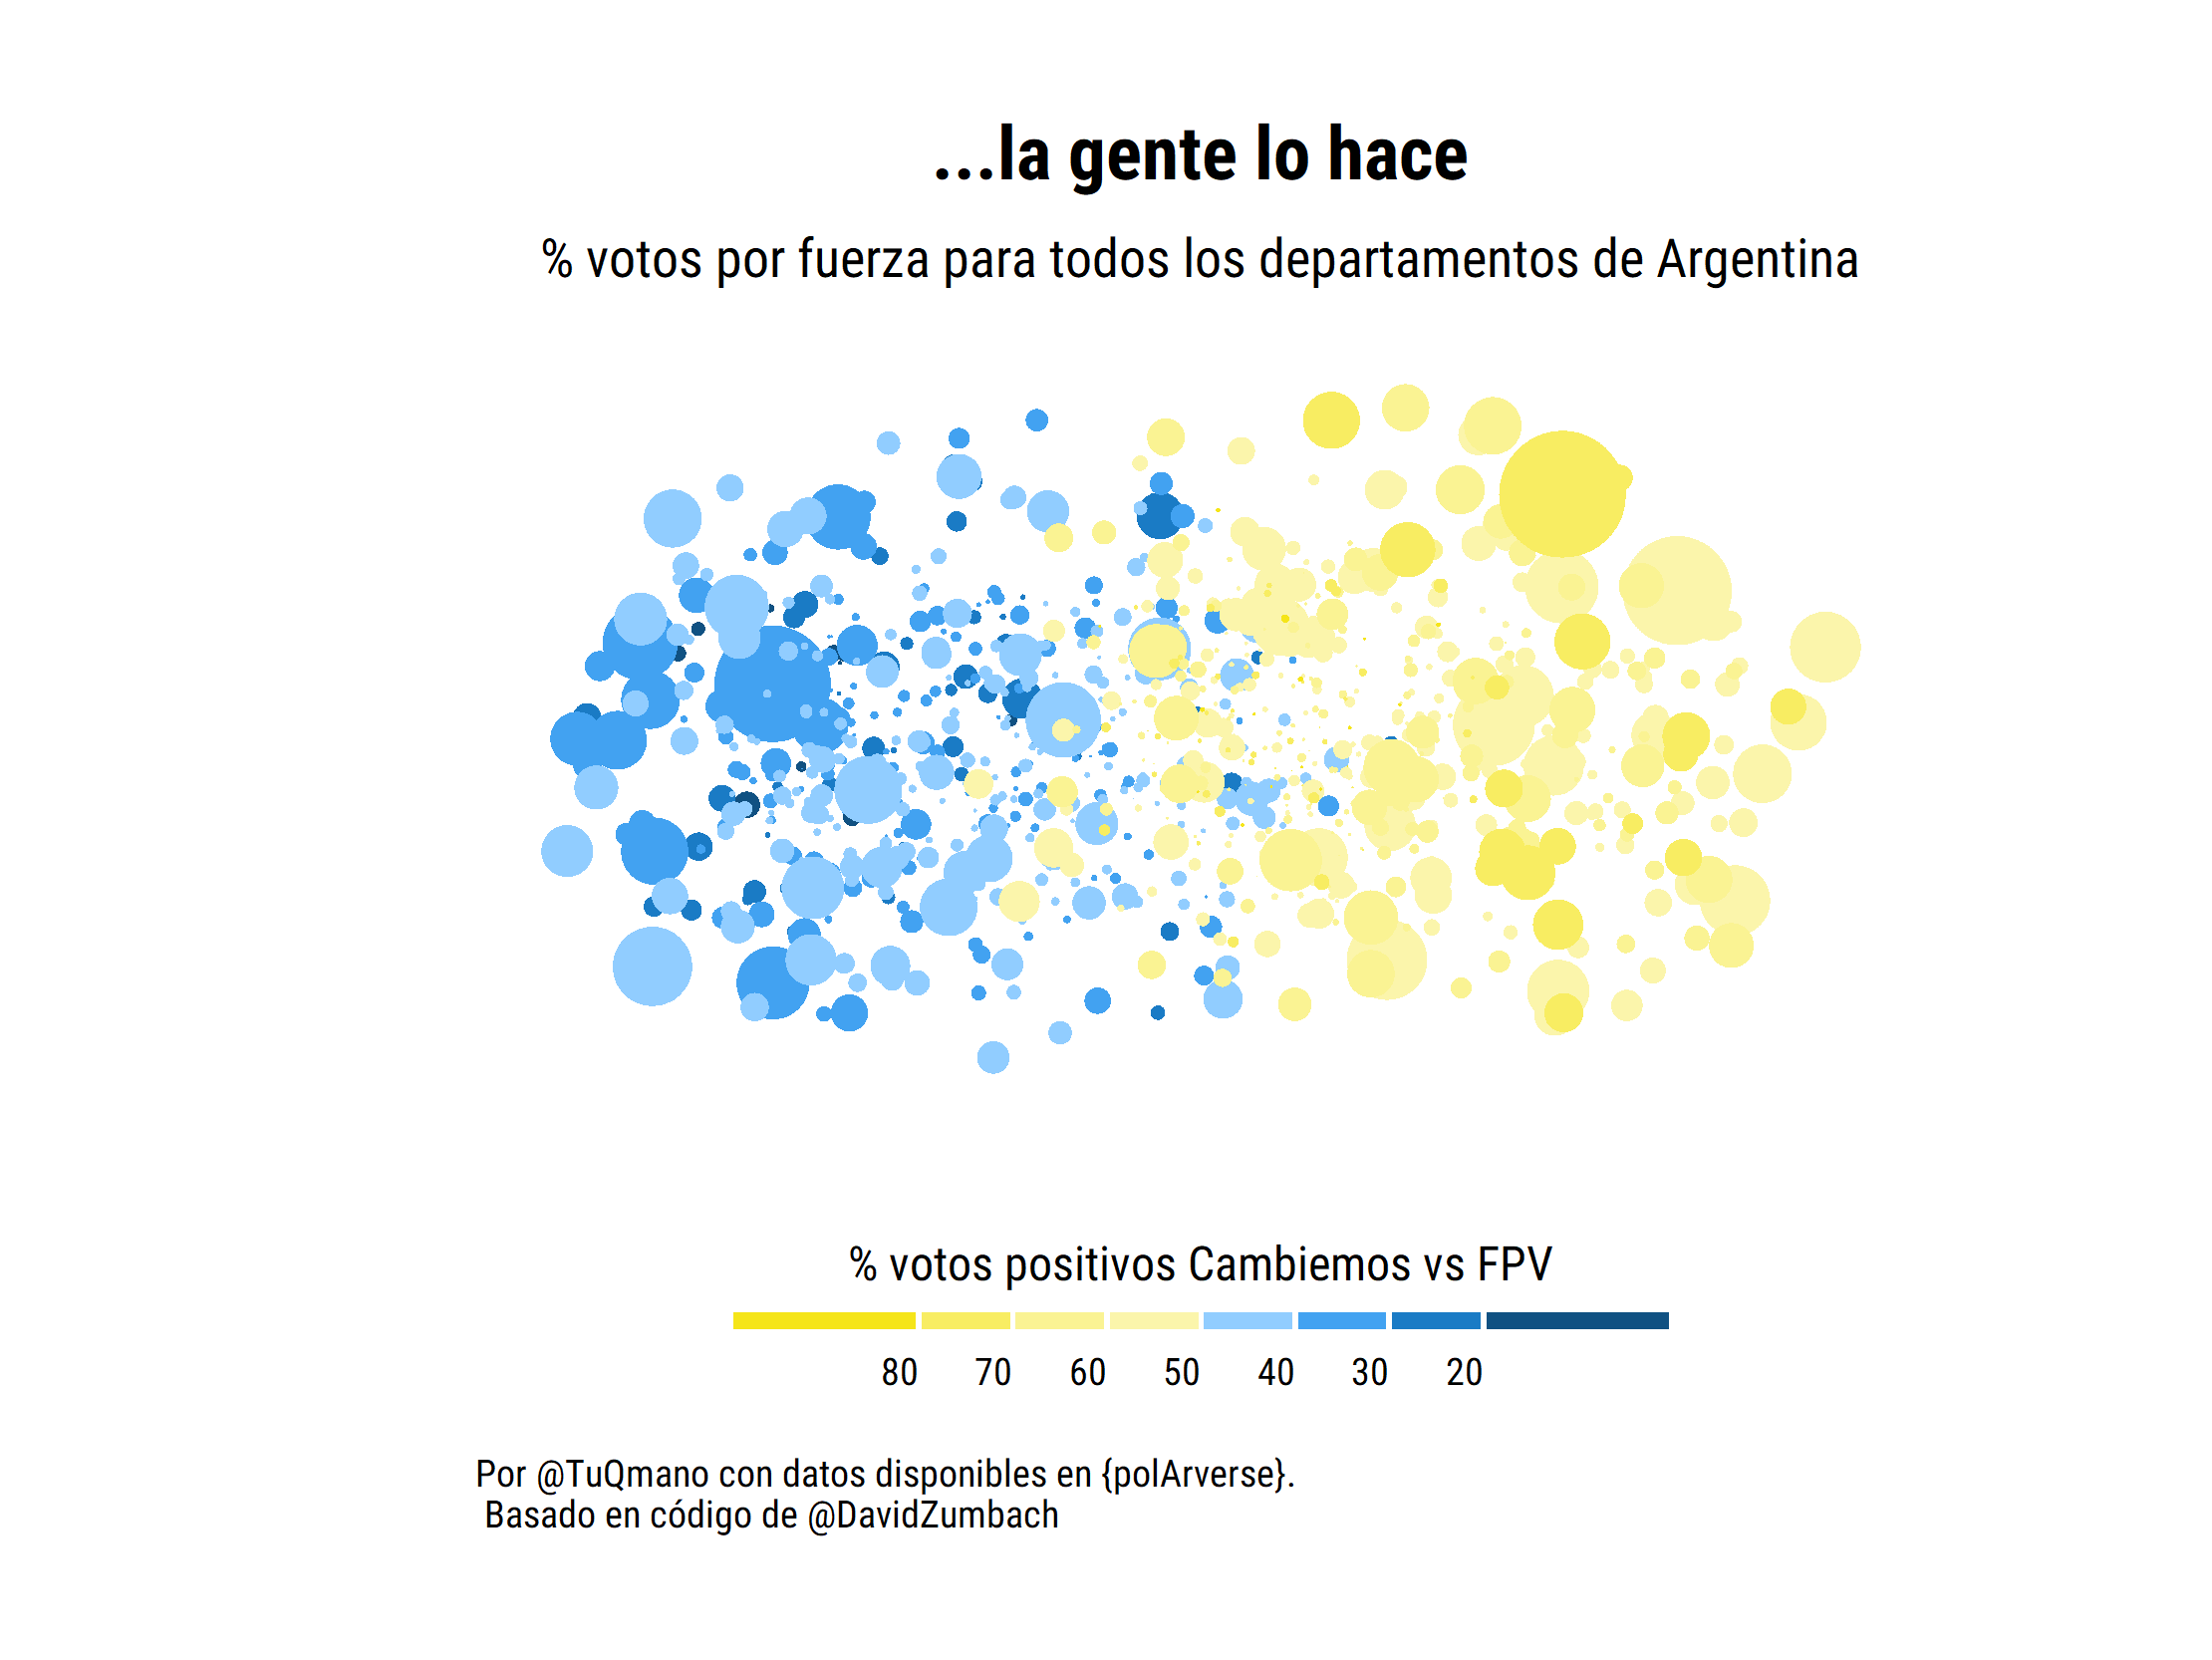 ...la gente lo hace
% votos por fuerza para todos los departamentos de Argentina
% votos positivos Cambiemos vs FPV
80 70 60 50 40 30 20
Por @TuQmano con datos disponibles en {polArverse}.
Basado en código de @DavidZumbach